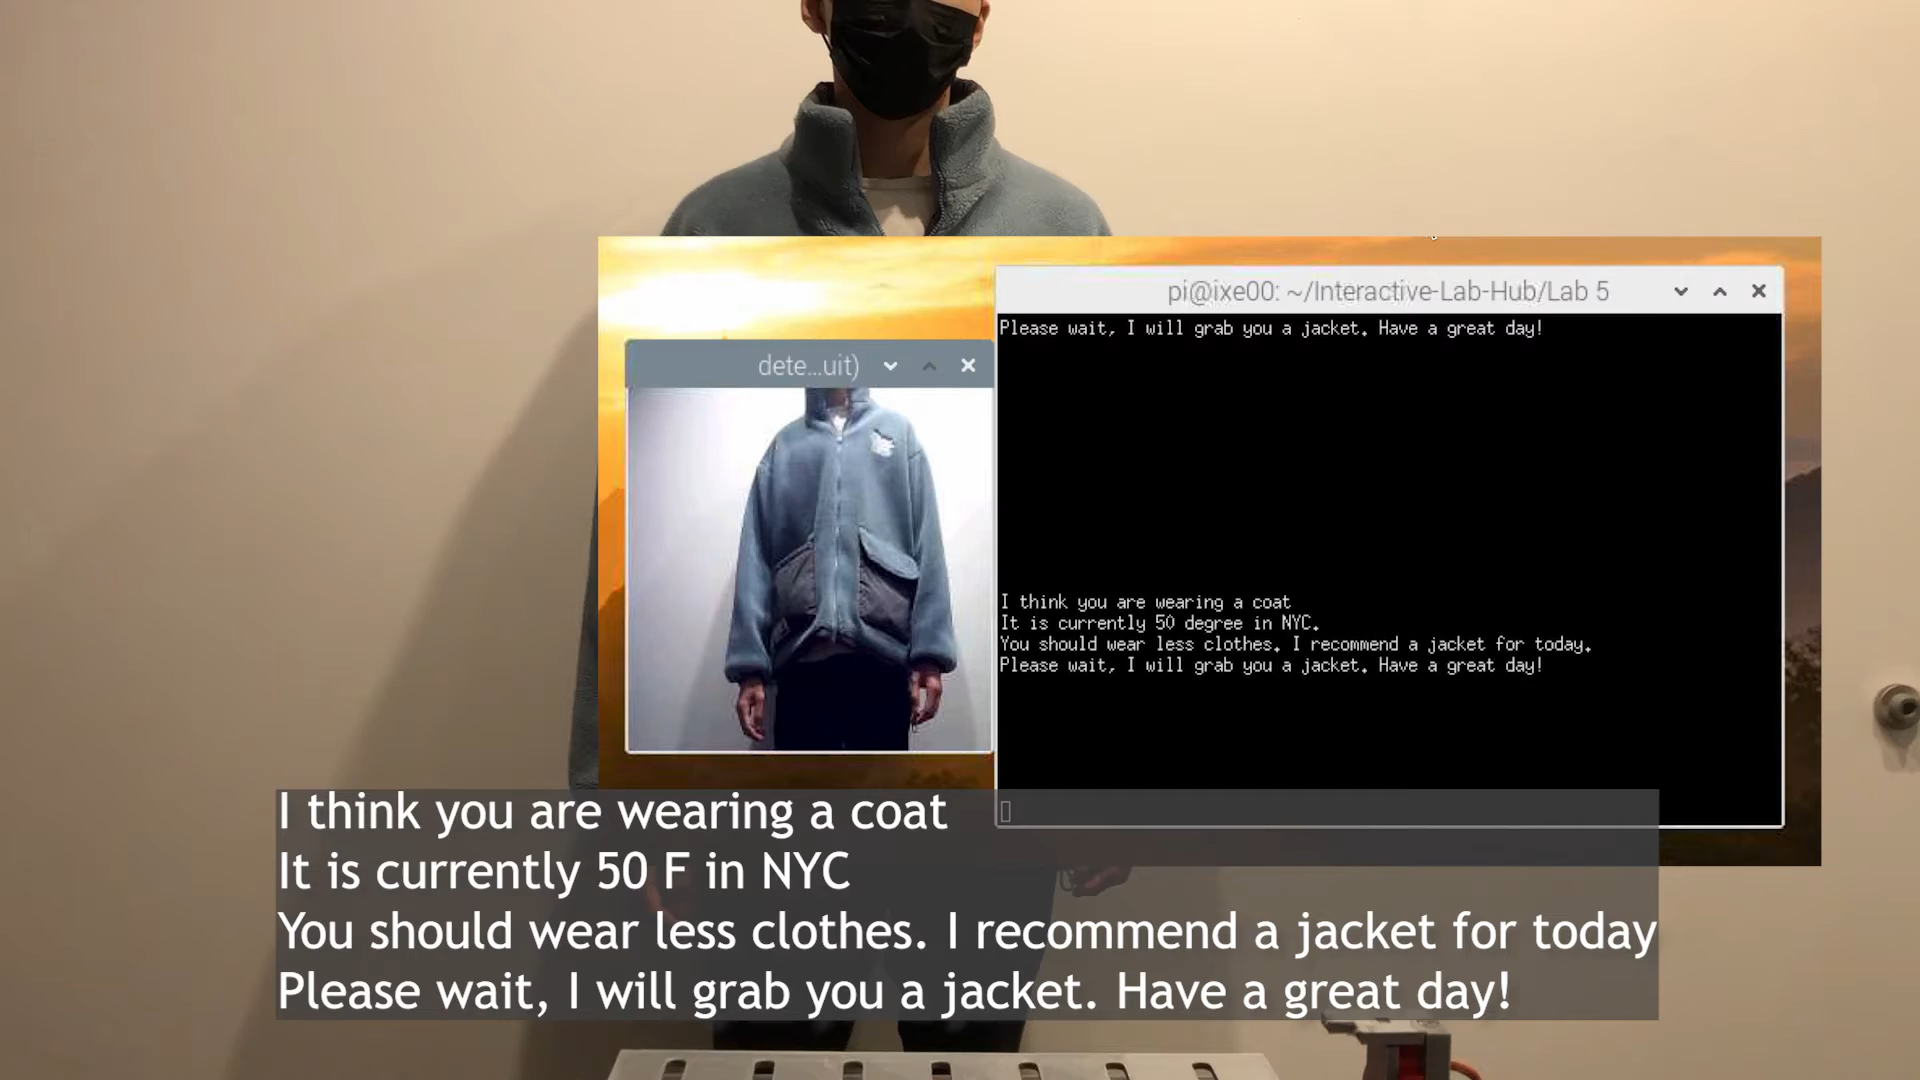 pi@ixe00: ~/Interactive-Lab-Hub/Lab 5
Please wait, I will grab you a jacket. Have a great day!
dete...uit)
I think you are wearing a coat
It is currently 50 degree in NYC.
You should wear less clothes. I recommend a jacket for today.
Please wait, I will grab you a jacket. Have a great day!
I think you are wearing a coat
It is currently 50 F in NYC
You should wear less clothes. I recommend a jacket for today
Please wait, I will grab you a jacket. Have a great day!